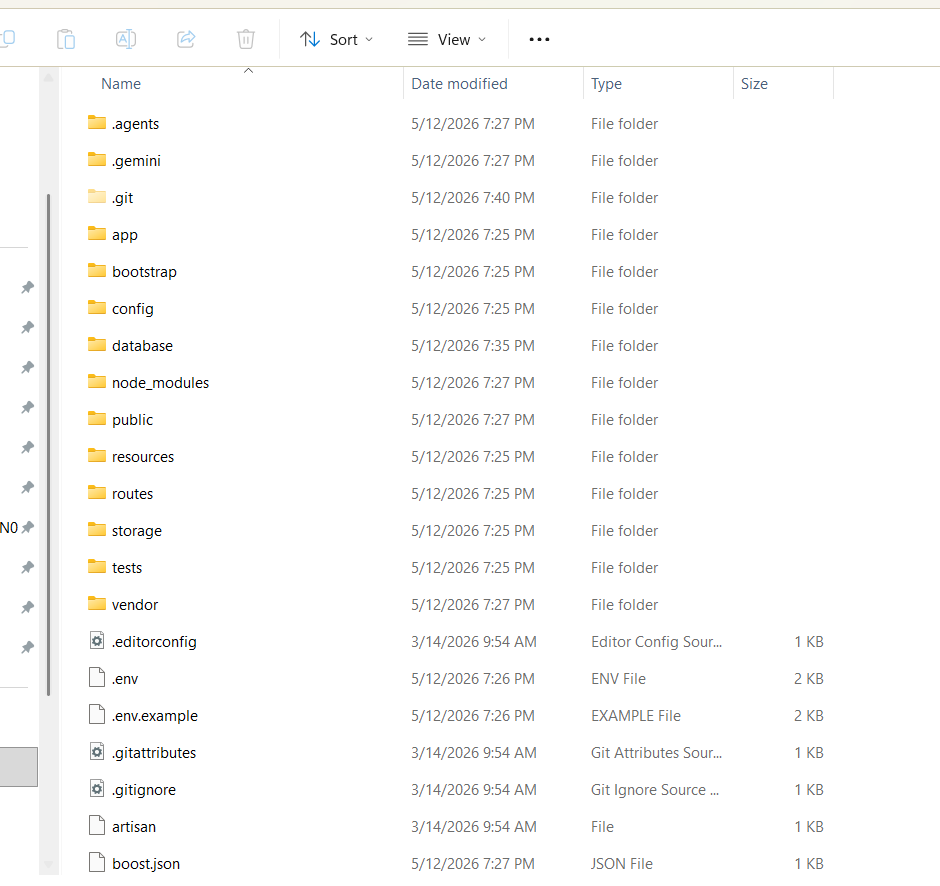 Sort View
Name Date modified Type Size
.agents 5/12/2026 7:27 PM File folder
.gemini 5/12/2026 7:27 PM File folder
.git 5/12/2026 7:40 PM File folder
app 5/12/2026 7:25 PM File folder
bootstrap 5/12/2026 7:25 PM File folder
config 5/12/2026 7:25 PM File folder
database 5/12/2026 7:35 PM File folder
node_modules 5/12/2026 7:27 PM File folder
public 5/12/2026 7:27 PM File folder
resources 5/12/2026 7:25 PM File folder
routes 5/12/2026 7:25 PM File folder
N0 storage 5/12/2026 7:25 PM File folder
tests 5/12/2026 7:25 PM File folder
vendor 5/12/2026 7:27 PM File folder
.editorconfig 3/14/2026 9:54 AM Editor Config Sour... 1 KB
.env 5/12/2026 7:26 PM ENV File 2 KB
.env.example 5/12/2026 7:26 PM EXAMPLE File 2 KB
.gitattributes 3/14/2026 9:54 AM Git Attributes Sour... 1 KB
.gitignore 3/14/2026 9:54 AM Git Ignore Source ... 1 KB
artisan 3/14/2026 9:54 AM File 1 KB
boost.json 5/12/2026 7:27 PM JSON File 1 KB